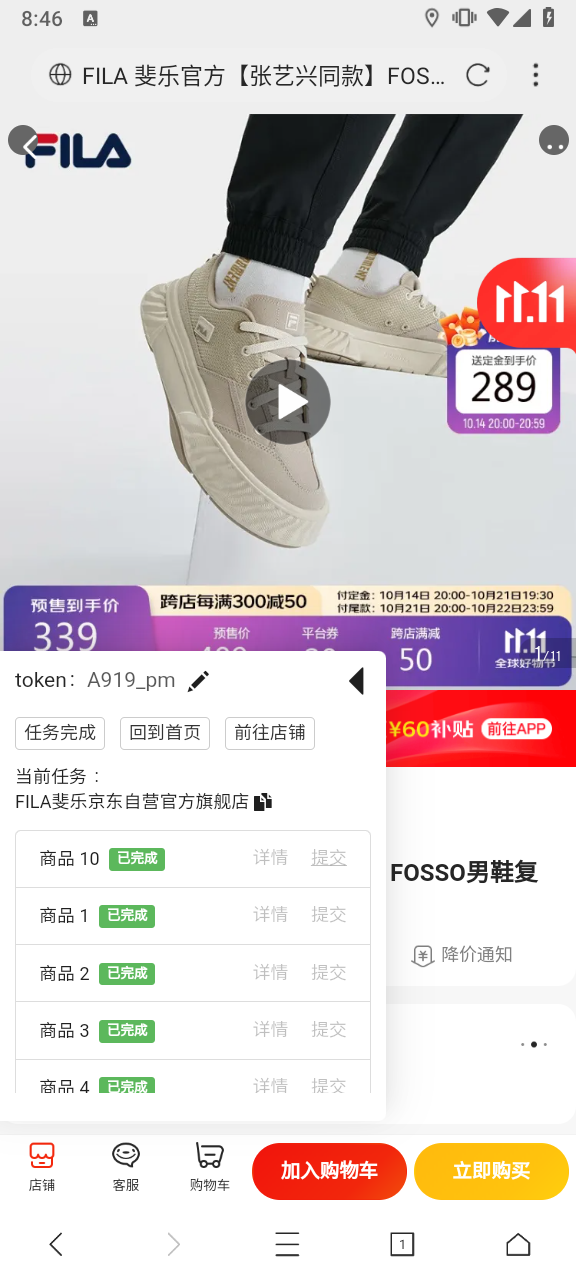 8:46
A
FILA 斐乐官方【张艺兴同款】FOS...
FILA
11.11
送定金到手价
289
10.14 20:00-20:59
预售到手价
339
跨店每满300减50
付定金：10月14日 20:00-10月21日19:30
付尾款：10月21日 20:00-10月22日23:59
预售价
平台券
跨店满减
50
11.11
全球好物节
1/11
token： A919_pm
¥60补贴 前往APP
任务完成 回到首页 前往店铺
当前任务：
FILA斐乐京东自营官方旗舰店
商品 10 已完成 详情 提交
FOSSO男鞋复
商品 1 已完成 详情 提交
降价通知
商品 2 已完成 详情 提交
商品 3 已完成 详情 提交
商品 4 已完成 详情 提交
店铺 客服 购物车 加入购物车 立即购买
1